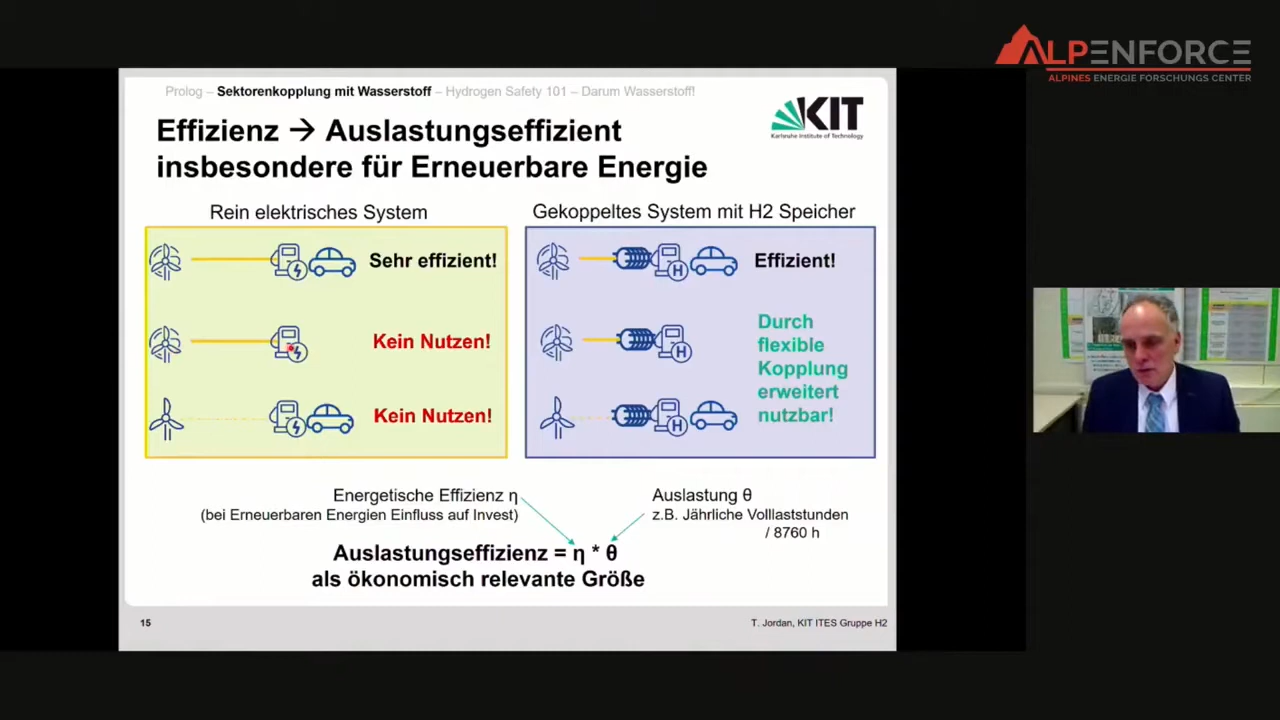 ALPENFORCE
ALPINES ENERGIE FORSCHUNGS CENTER
Prolog – Sektorenkopplung mit Wasserstoff – Hydrogen Safety 101 – Darum Wasserstoff!
KIT
Karlsruhe Institute of Technology
Effizienz → Auslastungseffizient
insbesondere für Erneuerbare Energie
Rein elektrisches System
Sehr effizient!
Kein Nutzen!
Kein Nutzen!
Gekoppeltes System mit H2 Speicher
H
Effizient!
H
H
Durch
flexible
Kopplung
erweitert
nutzbar!
Energetische Effizienz η
(bei Erneuerbaren Energien Einfluss auf Invest)
Auslastung θ
z.B. Jährliche Volllaststunden
/ 8760 h
Auslastungseffizienz = η * θ
als ökonomisch relevante Größe
15
T. Jordan, KIT ITES Gruppe H2